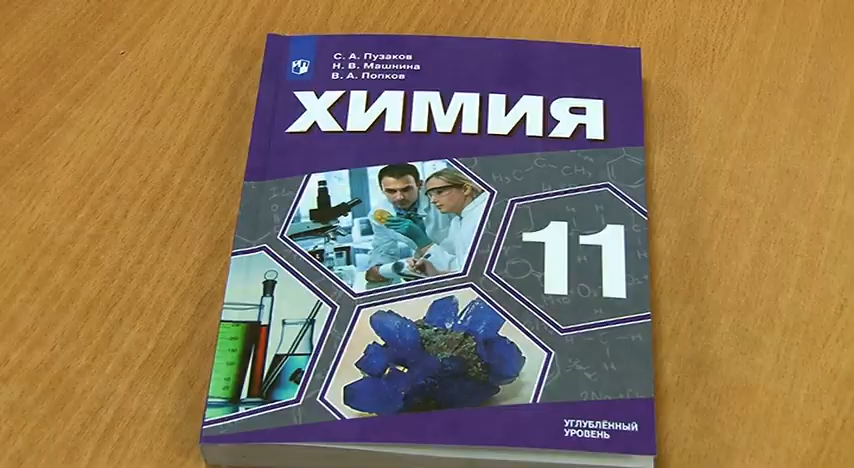 С. А. Пузаков
Н. В. Машнина
В. А. Попков
ХИМИЯ
11
УГЛУБЛЁННЫЙ
УРОВЕНЬ